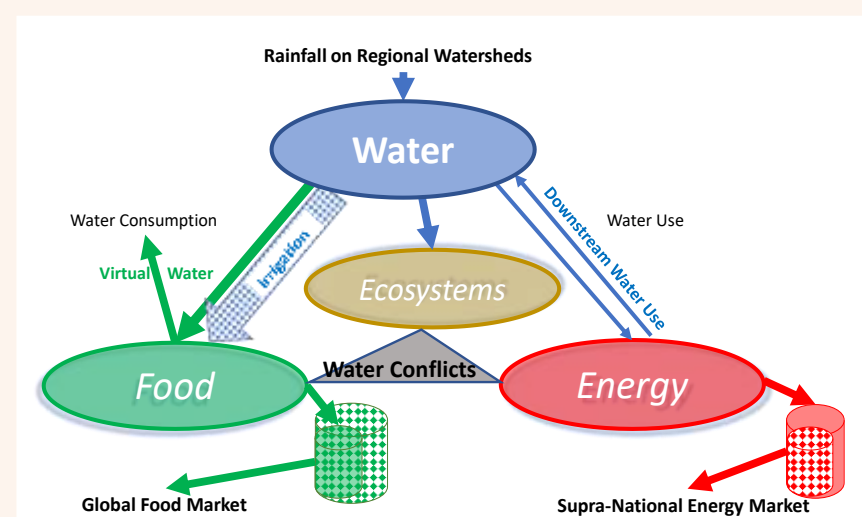 Rainfall on Regional Watersheds
Water
Water Consumption
Virtual Water
Irrigation
Downstream Water Use
Water Use
Ecosystems
Food
Water Conflicts
Energy
Global Food Market
Supra-National Energy Market